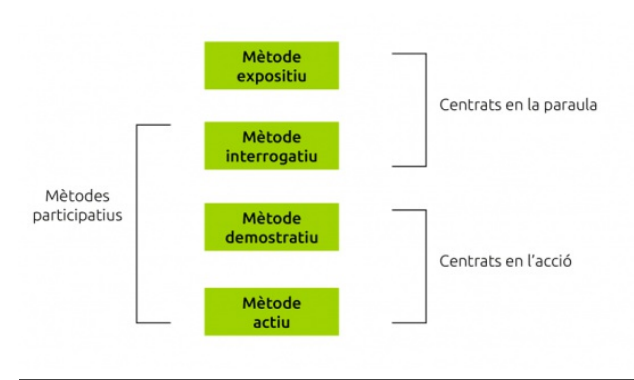 Mètode
expositiu
Centrats en la paraula
Mètode
interrogatiu
Mètodes
participatius
Mètode
demostratiu
Centrats en l'acció
Mètode
actiu